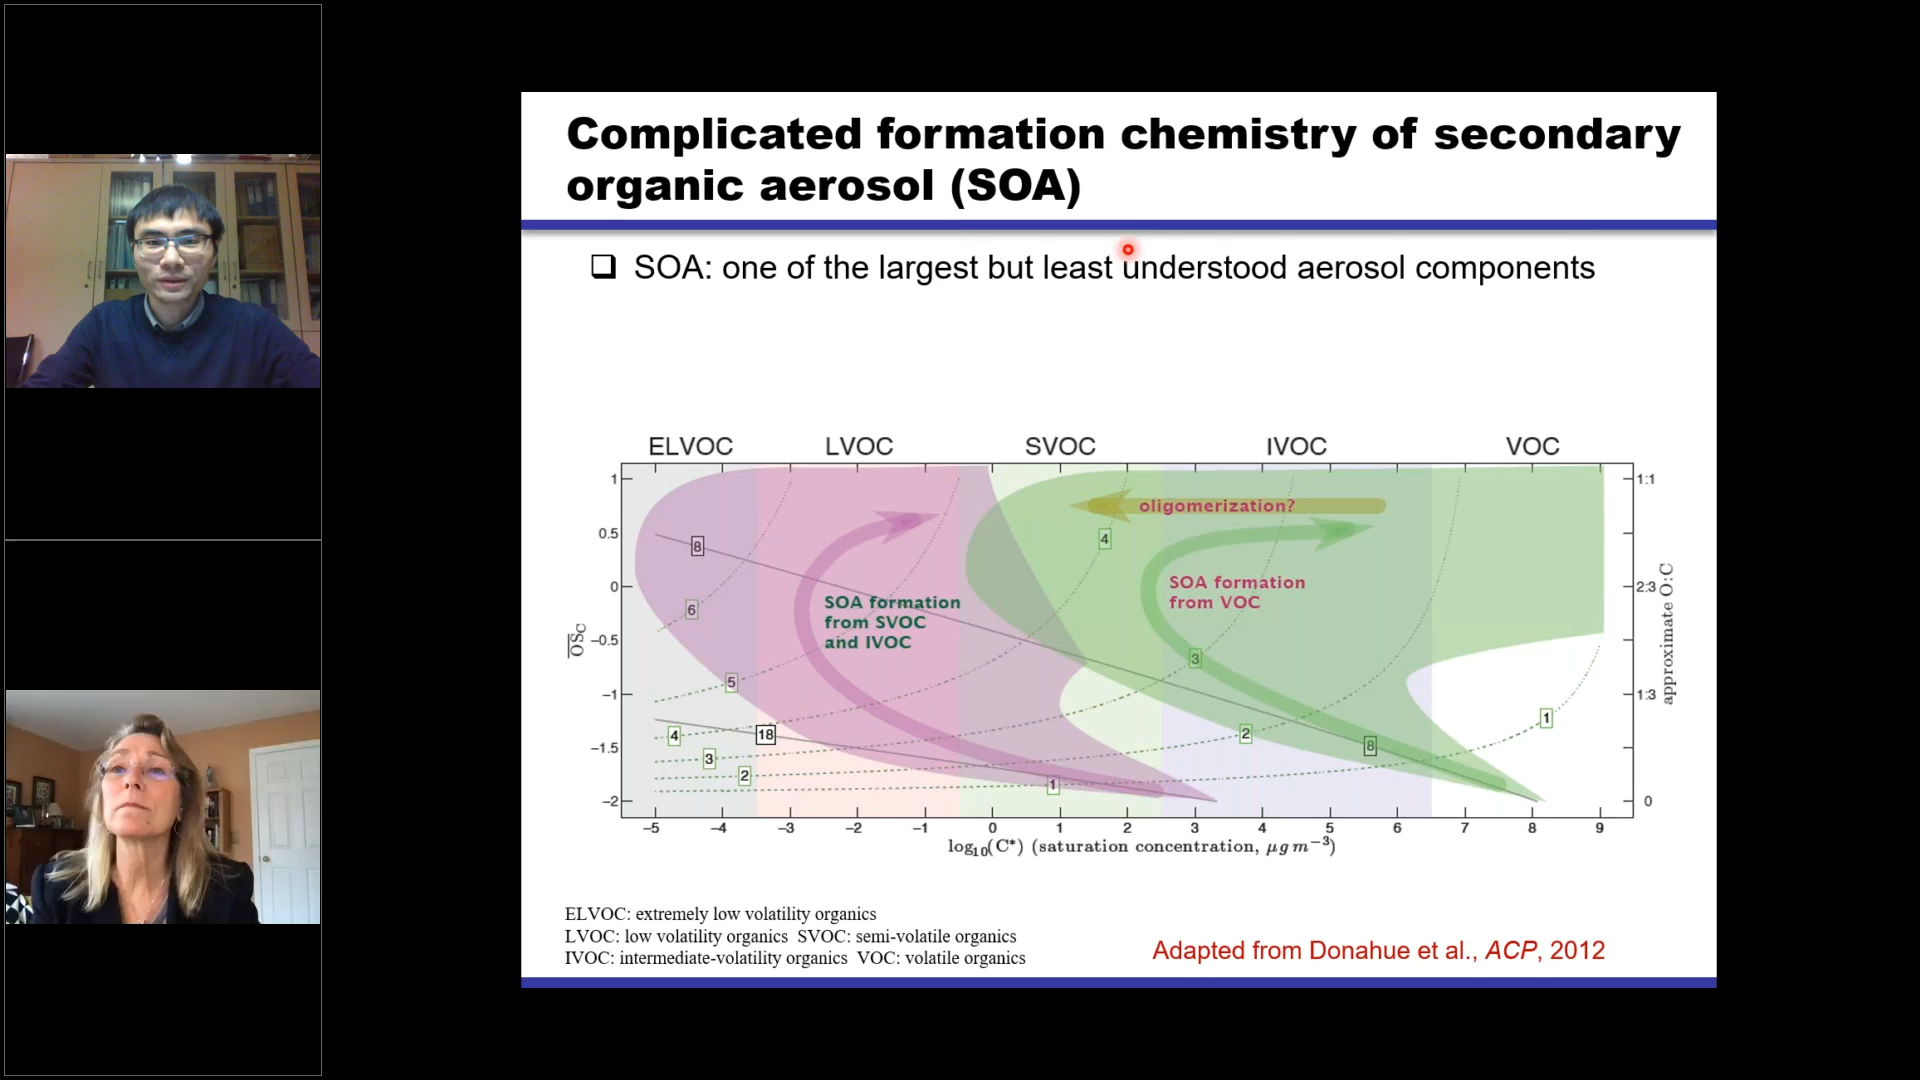 Complicated formation chemistry of secondary
organic aerosol (SOA)
SOA: one of the largest but least understood aerosol components
ELVOC LVOC SVOC IVOC VOC
oligomerization?
SOA formation
from VOC
SOA formation
from SVOC
and IVOC
8
6
5
4
3
2
18
1
4
3
2
8
1
1
0.5
0
−0.5
−1
−1.5
−2
OSC
1:1
2:3
1:3
0
approximate O:C
−5 −4 −3 −2 −1 0 1 2 3 4 5 6 7 8 9
log10(C*) (saturation concentration, μg m−3)
ELVOC: extremely low volatility organics
LVOC: low volatility organics SVOC: semi-volatile organics
IVOC: intermediate-volatility organics VOC: volatile organics
Adapted from Donahue et al., ACP, 2012